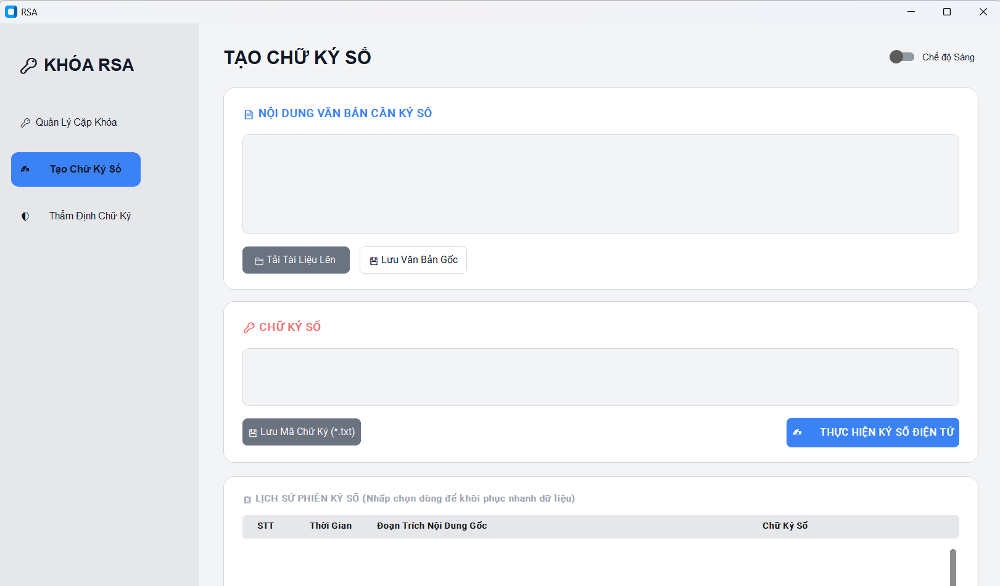 RSA
KHÓA RSA
Quản Lý Cặp Khóa
Tạo Chữ Ký Số
Thẩm Định Chữ Ký
TẠO CHỮ KÝ SỐ
Chế độ Sáng
NỘI DUNG VĂN BẢN CẦN KÝ SỐ
Tải Tài Liệu Lên
Lưu Văn Bản Gốc
CHỮ KÝ SỐ
Lưu Mã Chữ Ký (*.txt)
THỰC HIỆN KÝ SỐ ĐIỆN TỬ
LỊCH SỬ PHIÊN KÝ SỐ (Nhấp chọn dòng để khôi phục nhanh dữ liệu)
STT Thời Gian Đoạn Trích Nội Dung Gốc Chữ Ký Số